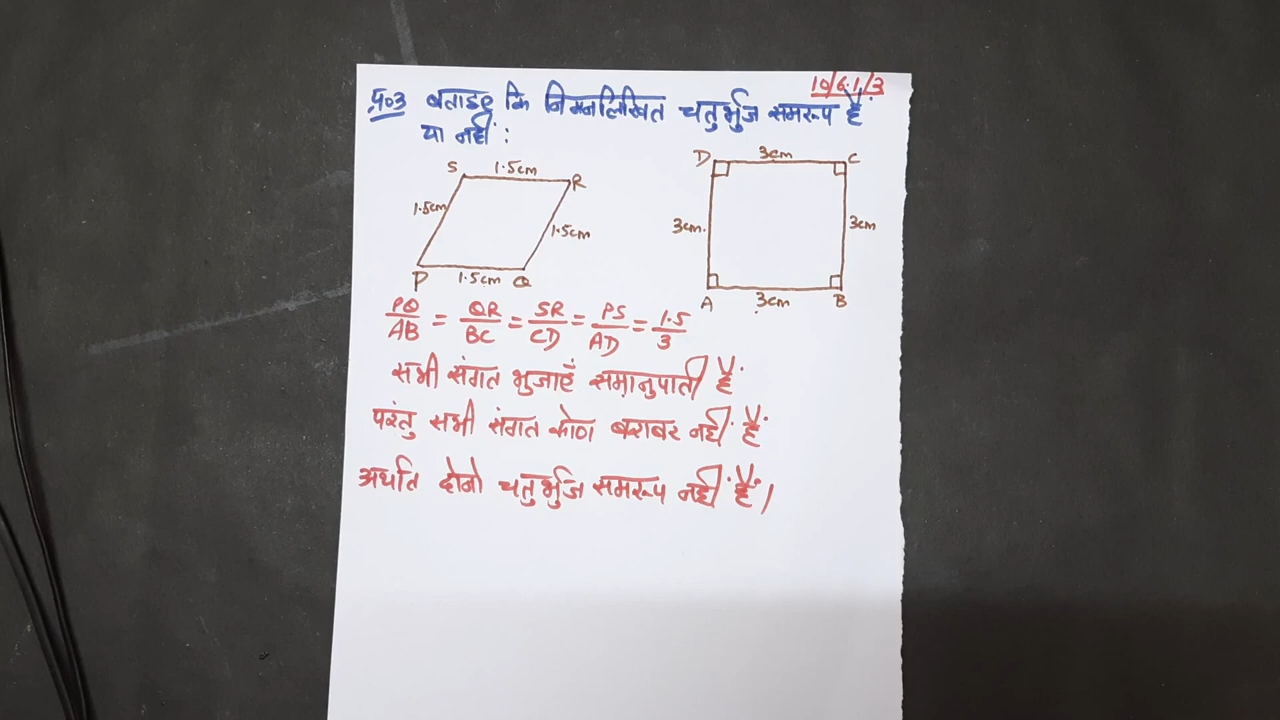 10/6.1/3
प्र०3 बताइए कि निम्नलिखित चतुर्भुज समरूप हैं
या नहीं :
S 1.5cm R
1.5cm
1.5cm
P 1.5cm Q
D 3cm C
3cm.
3cm
A 3cm B
PQ/AB = QR/BC = SR/CD = PS/AD = 1.5/3
सभी संगत भुजाएँ समानुपाती हैं
परंतु सभी संगत कोण बराबर नहीं हैं
अर्थात दोनो चतुर्भुज समरूप नहीं हैं।